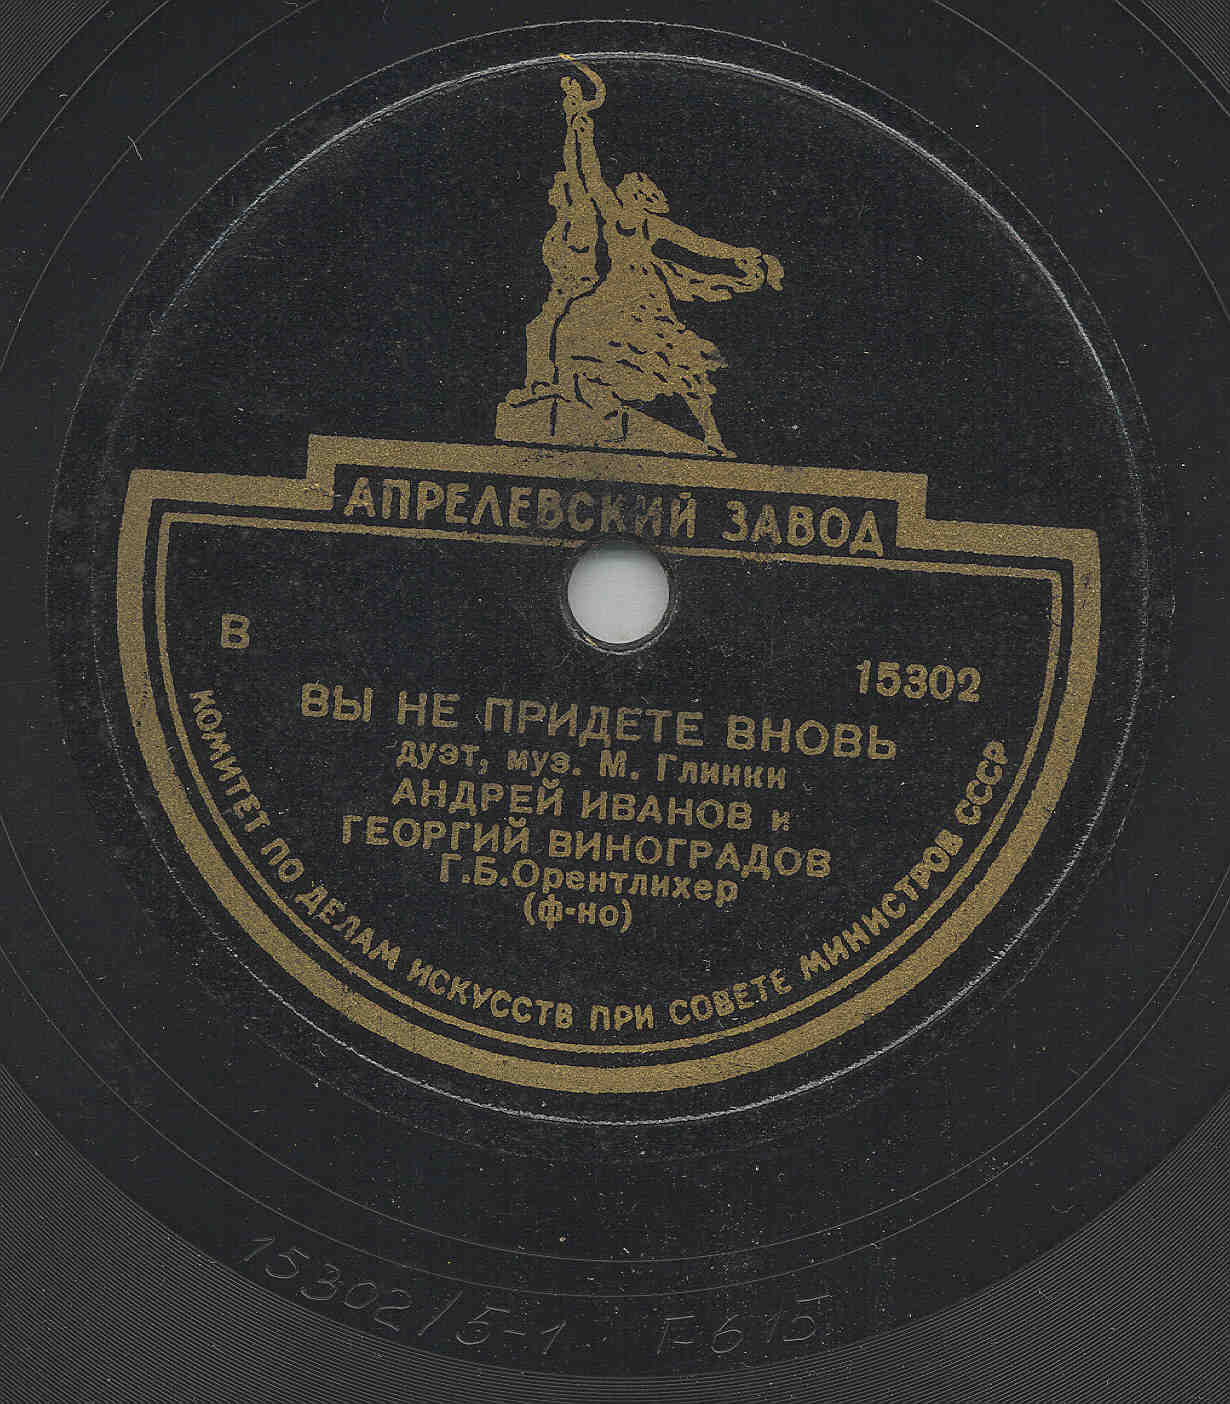 АПРЕЛЕВСКИЙ ЗАВОД
В
15302
ВЫ НЕ ПРИДЕТЕ ВНОВЬ
дуэт, муз. М. Глинки
АНДРЕЙ ИВАНОВ и
ГЕОРГИЙ ВИНОГРАДОВ
Г.Б.Орентлихер
(ф-но)
КОМИТЕТ ПО ДЕЛАМ ИСКУССТВ ПРИ СОВЕТЕ МИНИСТРОВ СССР
15302/5-1 F615